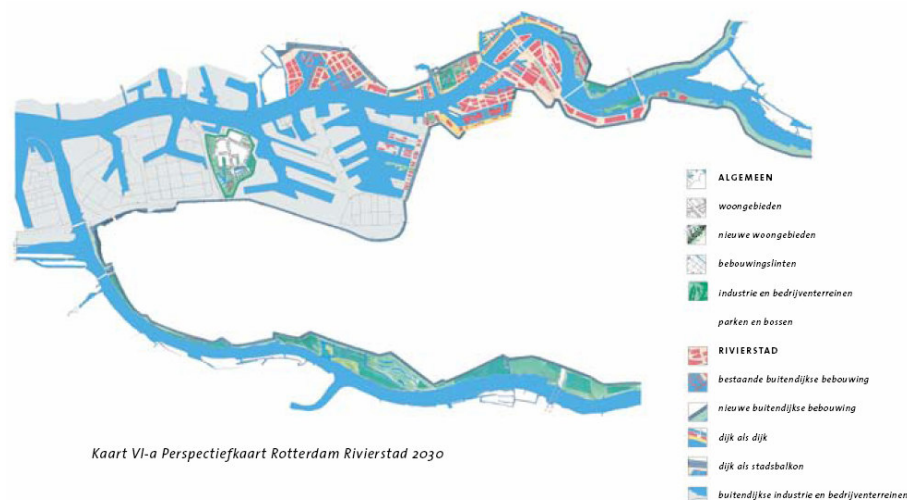 ALGEMEEN
woongebieden
nieuwe woongebieden
bebouwingslinten
industrie en bedrijventerreinen
parken en bossen
RIVIERSTAD
bestaande buitendijkse bebouwing
nieuwe buitendijkse bebouwing
dijk als dijk
dijk als stadsbalkon
buitendijkse industrie en bedrijventerreinen
Kaart VI-a Perspectiefkaart Rotterdam Rivierstad 2030